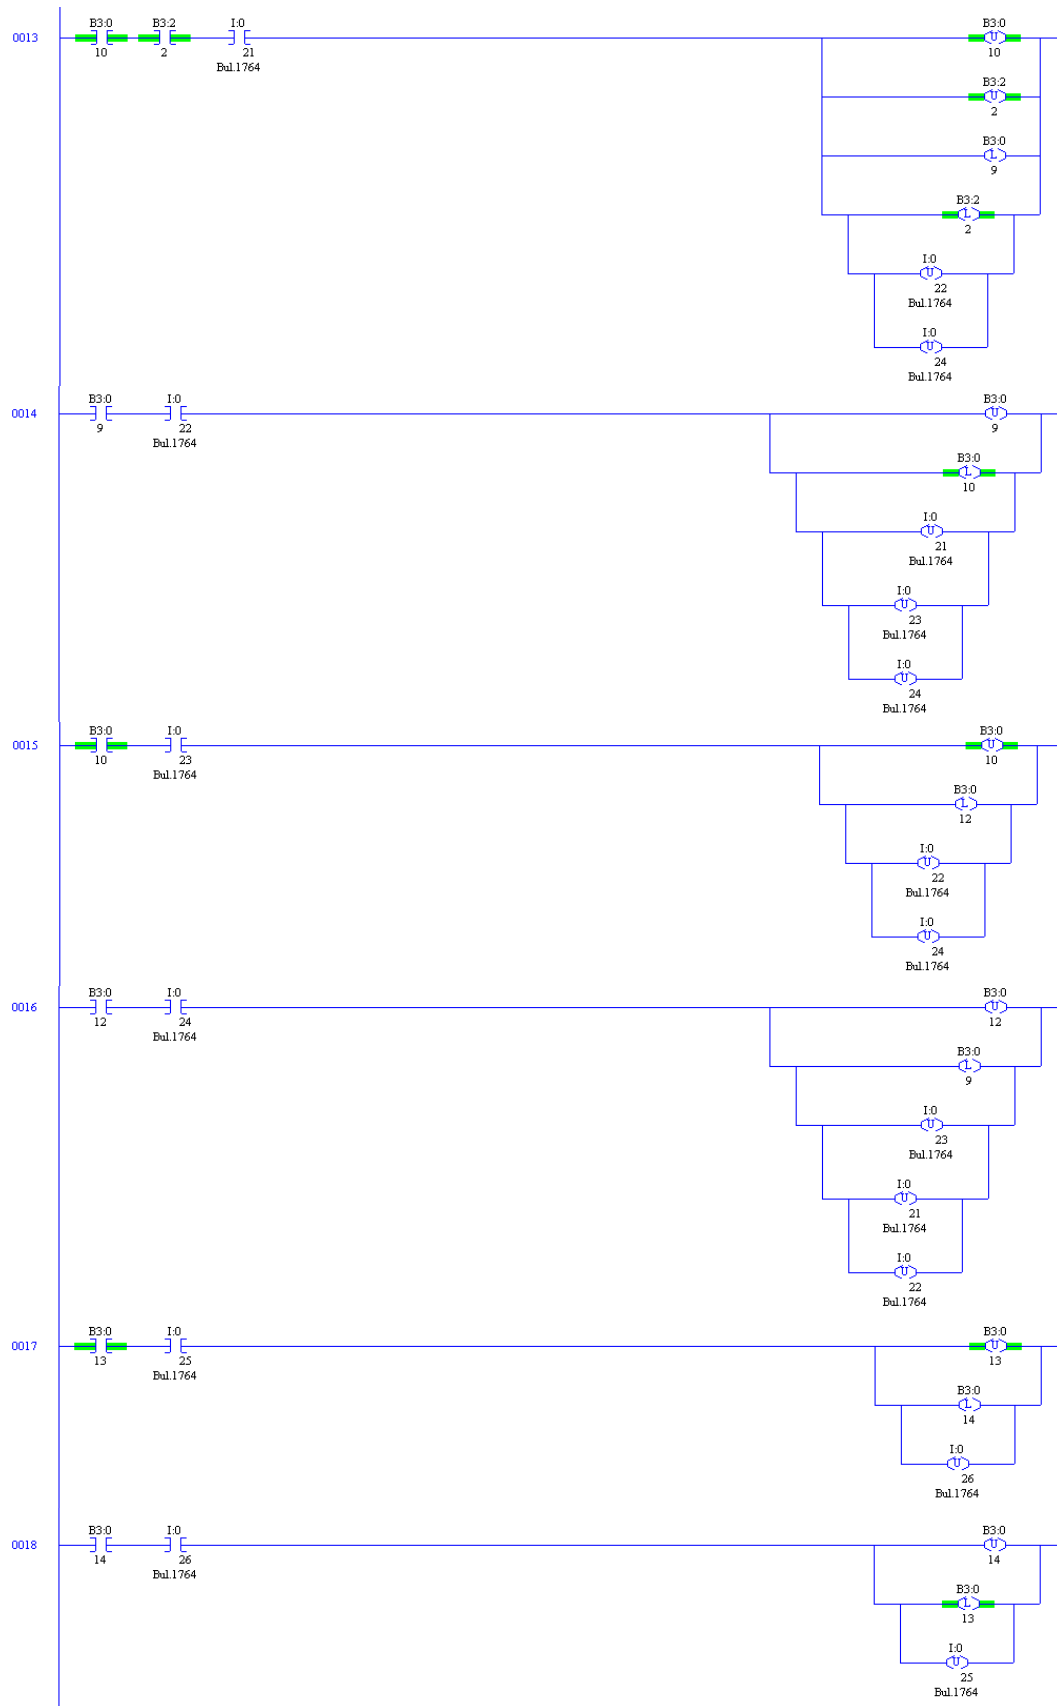 B3:0 B3:2 I:0 B3:0
0013 U
10 2 21 10
Bul.1764
B3:2
U
2
B3:0
L
9
B3:2
L
2
I:0
U
22
Bul.1764
I:0
U
24
Bul.1764
B3:0 I:0 B3:0
0014 U
9 22 9
Bul.1764
B3:0
L
10
I:0
U
21
Bul.1764
I:0
U
23
Bul.1764
I:0
U
24
Bul.1764
B3:0 I:0 B3:0
0015 U
10 23 10
Bul.1764
B3:0
L
12
I:0
U
22
Bul.1764
I:0
U
24
Bul.1764
B3:0 I:0 B3:0
0016 U
12 24 12
Bul.1764
B3:0
L
9
I:0
U
23
Bul.1764
I:0
U
21
Bul.1764
I:0
U
22
Bul.1764
B3:0 I:0 B3:0
0017 U
13 25 13
Bul.1764
B3:0
L
14
I:0
U
26
Bul.1764
B3:0 I:0 B3:0
0018 U
14 26 14
Bul.1764
B3:0
L
13
I:0
U
25
Bul.1764